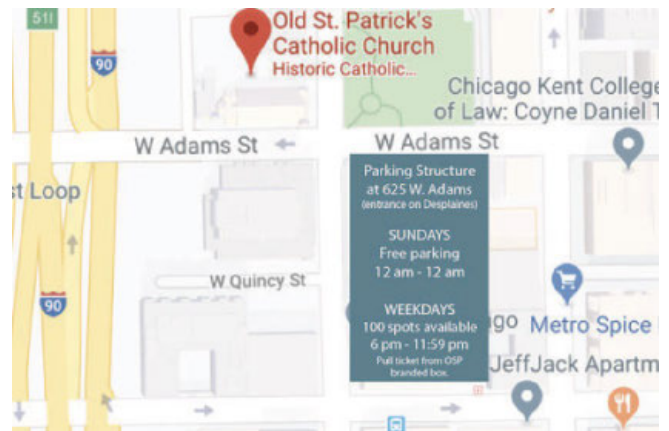 51I
90
Old St. Patrick's
Catholic Church
Historic Catholic...
Chicago Kent College
of Law: Coyne Daniel T
W Adams St
W Adams St
st Loop
Parking Structure
at 625 W. Adams
(entrance on Desplaines)
SUNDAYS
Free parking
12 am - 12 am
W Quincy St
90
WEEKDAYS
100 spots available
6 pm - 11:59 pm
Pull ticket from OSP
branded box.
go
Metro Spice
JeffJack Apartm